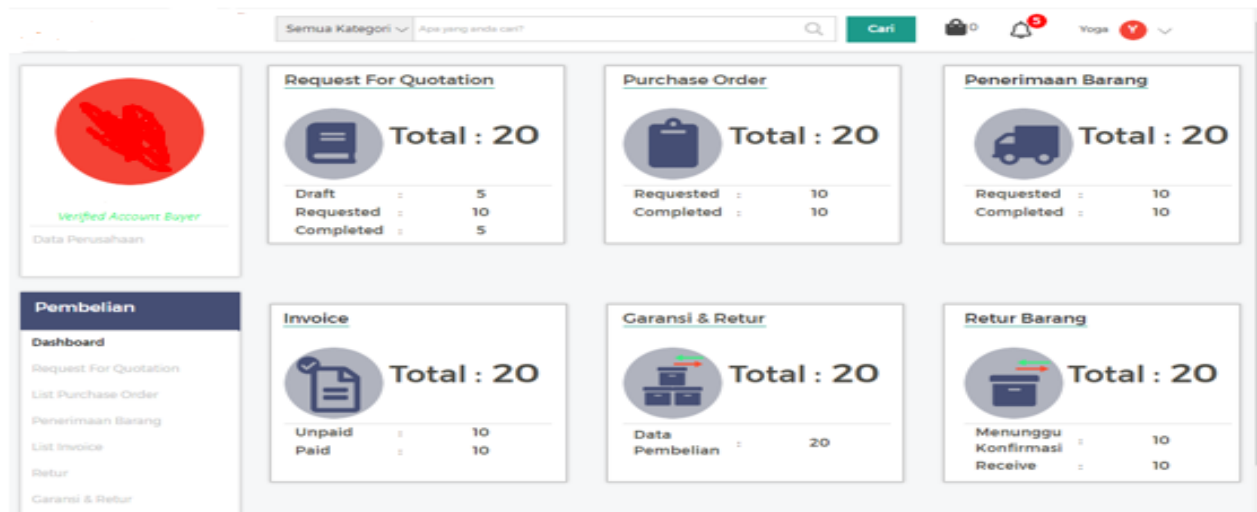 Semua Kategori Apa yang anda cari? Cari 0 5 Yoga Y
Verified Account Buyer
Data Perusahaan
Pembelian
Dashboard
Request For Quotation
List Purchase Order
Penerimaan Barang
List Invoice
Retur
Garansi & Retur
Request For Quotation
Total : 20
Draft : 5
Requested : 10
Completed : 5
Purchase Order
Total : 20
Requested : 10
Completed : 10
Penerimaan Barang
Total : 20
Requested : 10
Completed : 10
Invoice
Total : 20
Unpaid : 10
Paid : 10
Garansi & Retur
Total : 20
Data
Pembelian : 20
Retur Barang
Total : 20
Menunggu
Konfirmasi : 10
Receive : 10